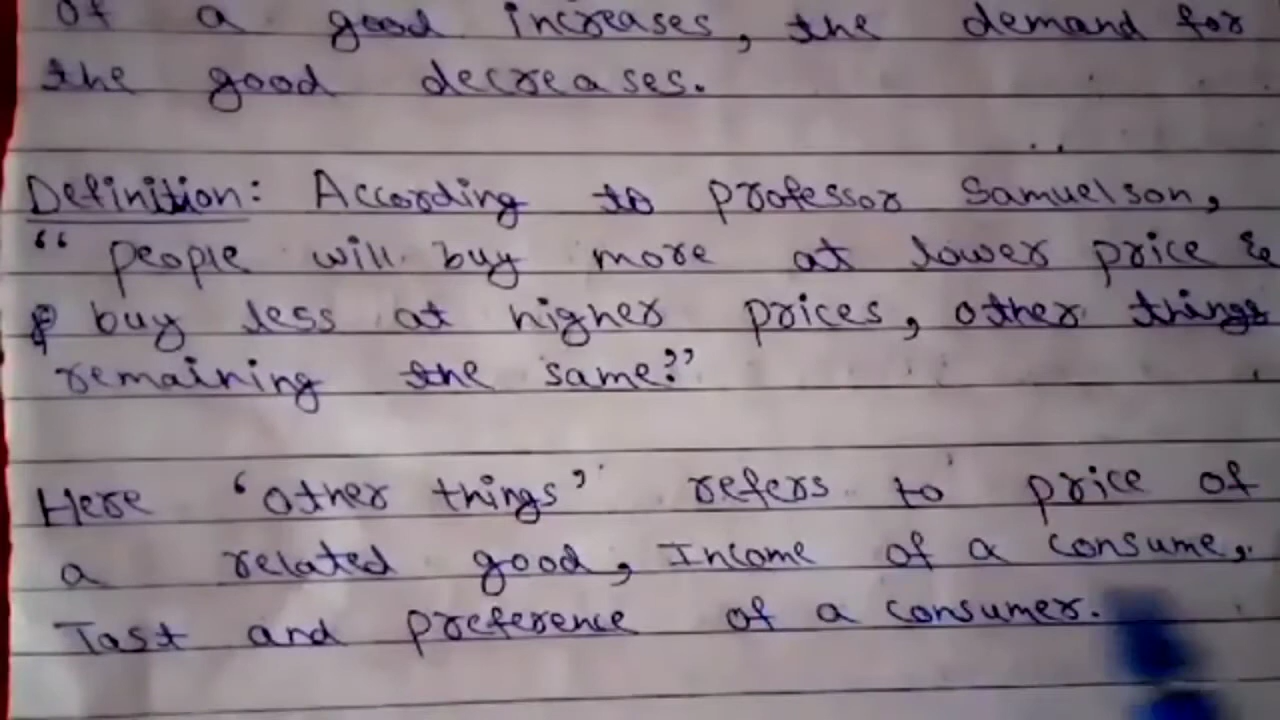 of a good increases, the demand for
the good decreases.
Definition: According to professor Samuelson,
“ people will buy more at lower price &
buy less at higher prices, other things
remaining the same.”
Here ‘other things’ refers to price of
a related good, Income of a consume,
Tast and preference of a consumer.